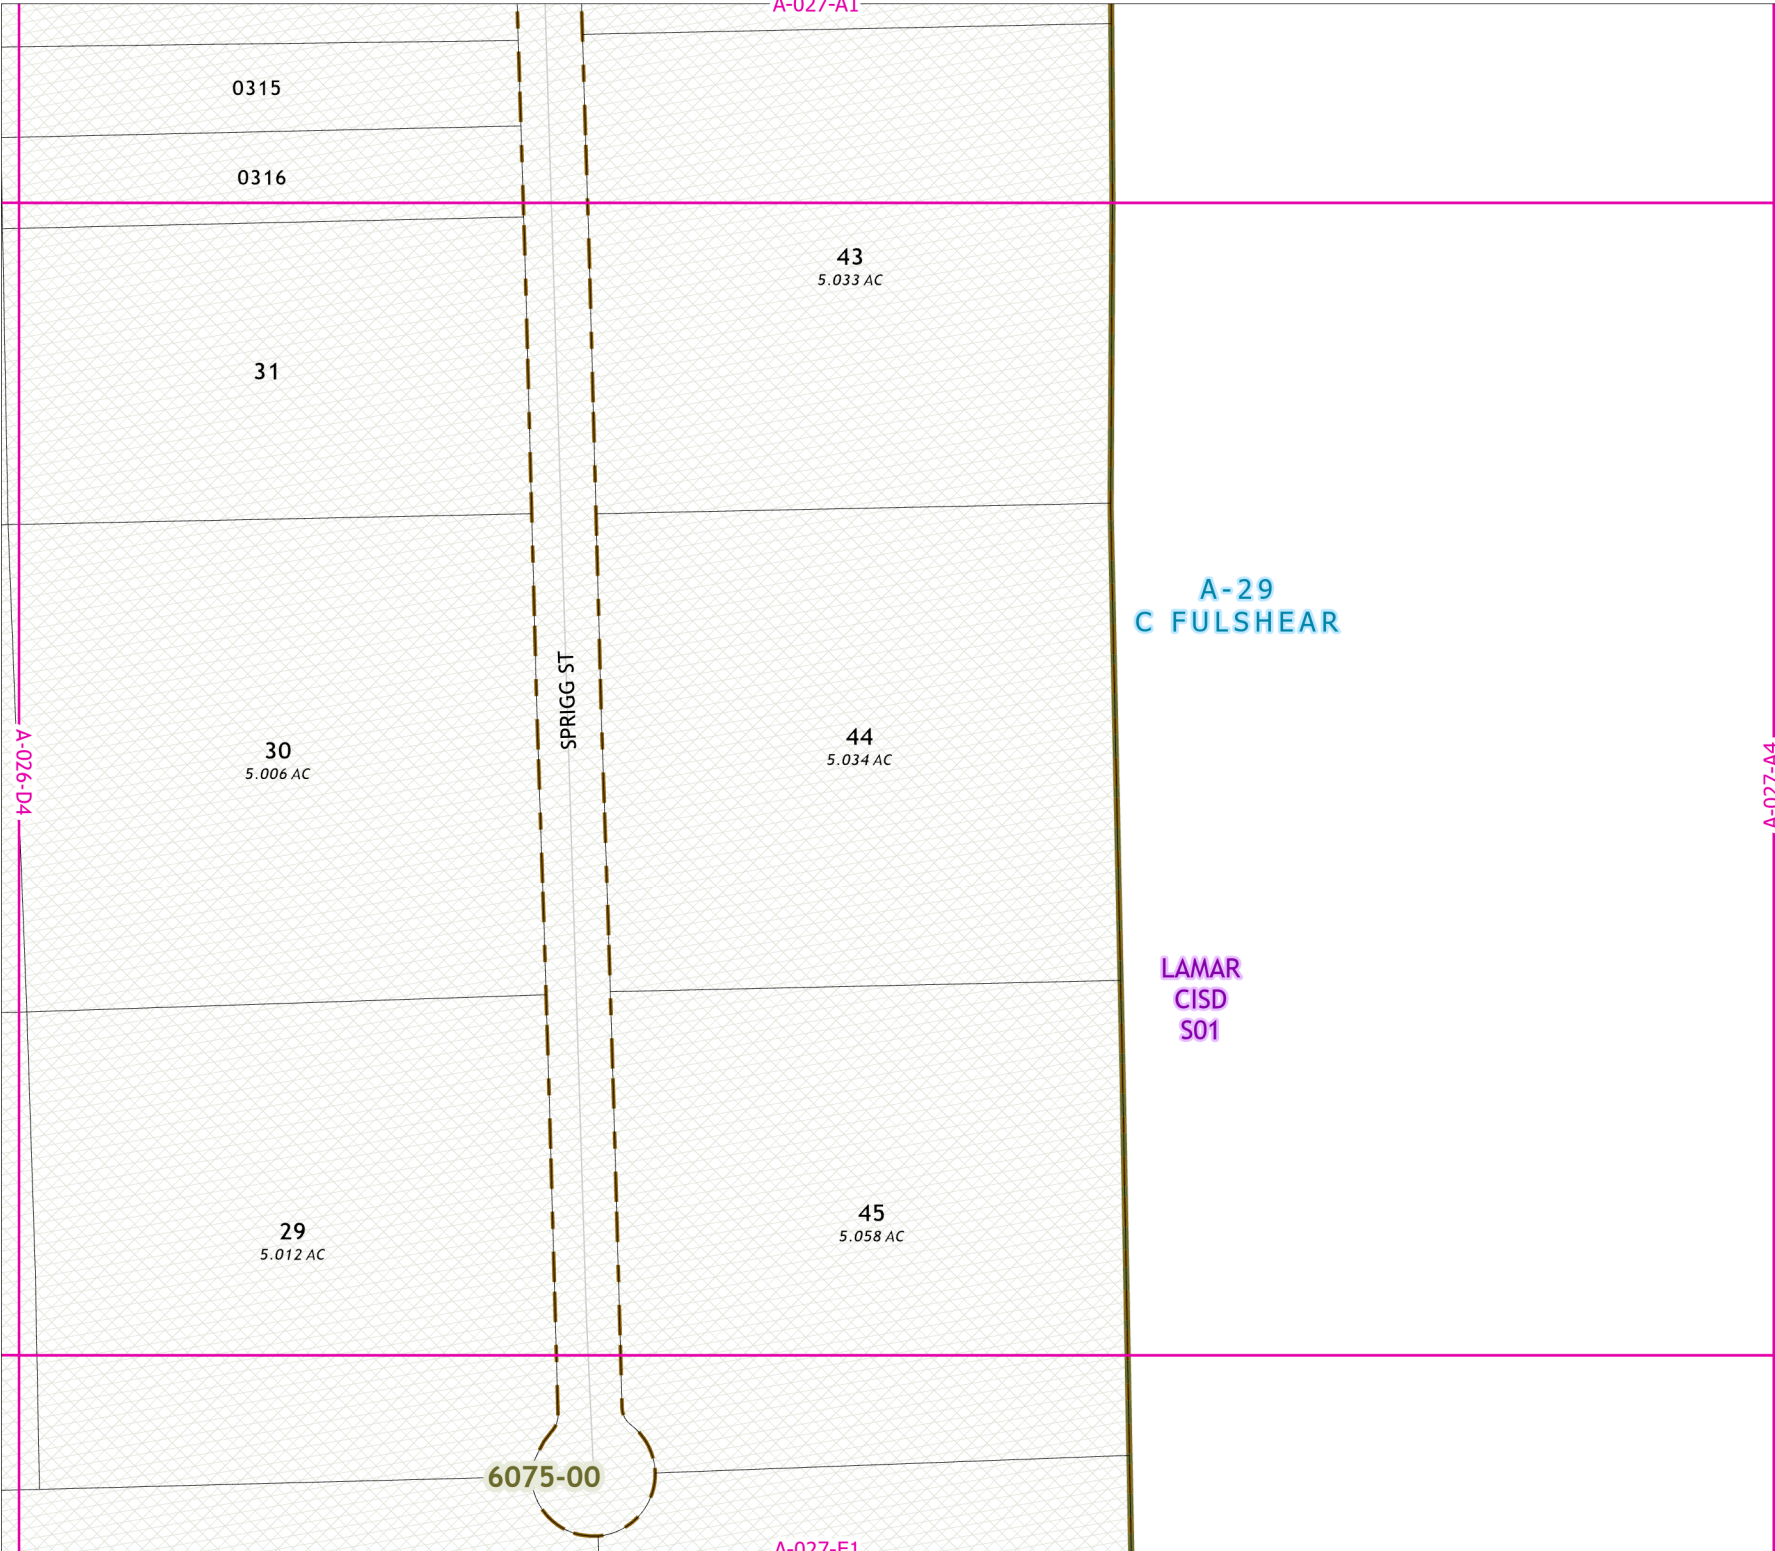 A-027-A1
0315
0316
43
5.033 AC
31
A-29
C FULSHEAR
SPRIGG ST
44
5.034 AC
30
5.006 AC
A-026-D4
A-027-A4
LAMAR
CISD
S01
45
5.058 AC
29
5.012 AC
6075-00
A-027-E1